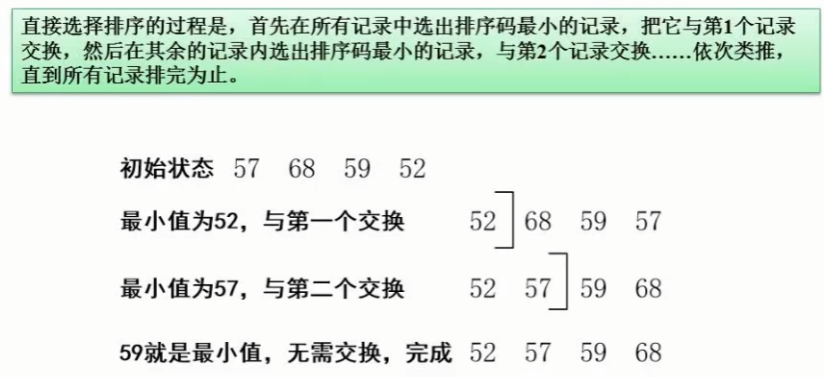 直接选择排序的过程是，首先在所有记录中选出排序码最小的记录，把它与第1个记录
交换，然后在其余的记录内选出排序码最小的记录，与第2个记录交换……依次类推，
直到所有记录排完为止。
初始状态 57 68 59 52
最小值为52，与第一个交换 52 68 59 57
最小值为57，与第二个交换 52 57 59 68
59就是最小值，无需交换，完成 52 57 59 68